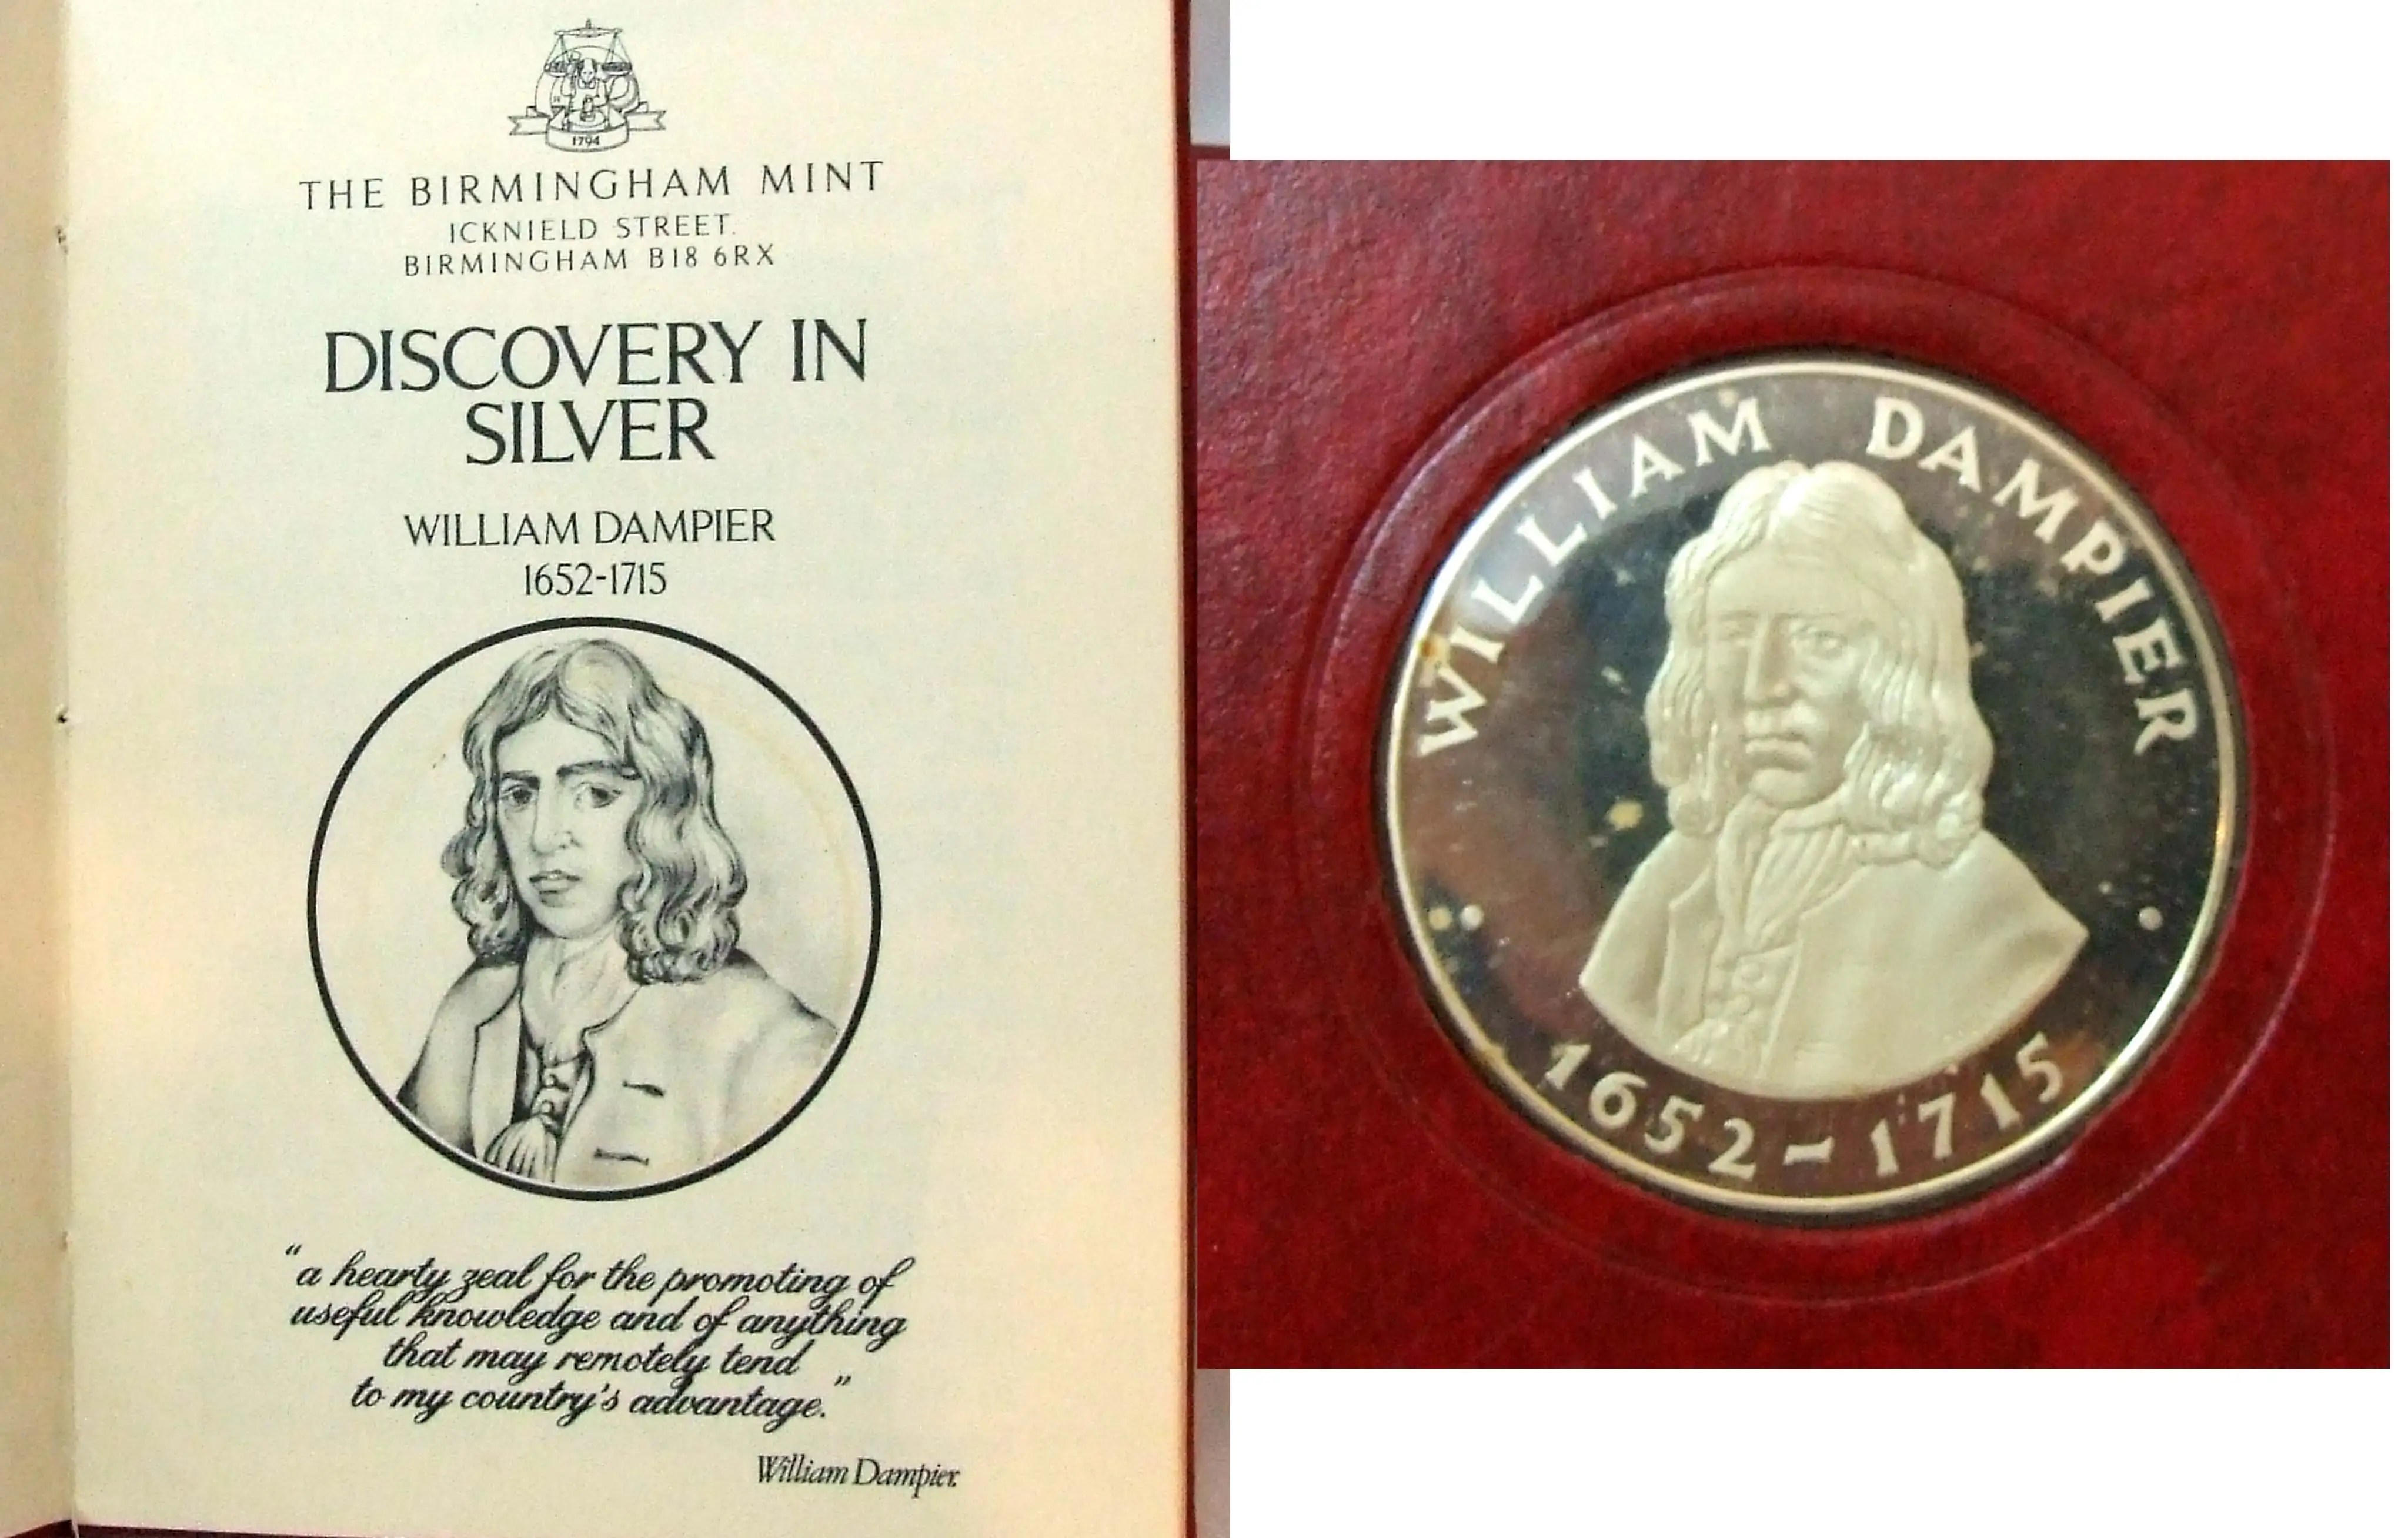 1794
THE BIRMINGHAM MINT
ICKNIELD STREET.
BIRMINGHAM B18 6RX
DISCOVERY IN
SILVER
WILLIAM DAMPIER
1652-1715
"a hearty zeal for the promoting of
useful knowledge and of anything
that may remotely tend
to my country's advantage."
William Dampier.
WILLIAM DAMPIER
1652-1715